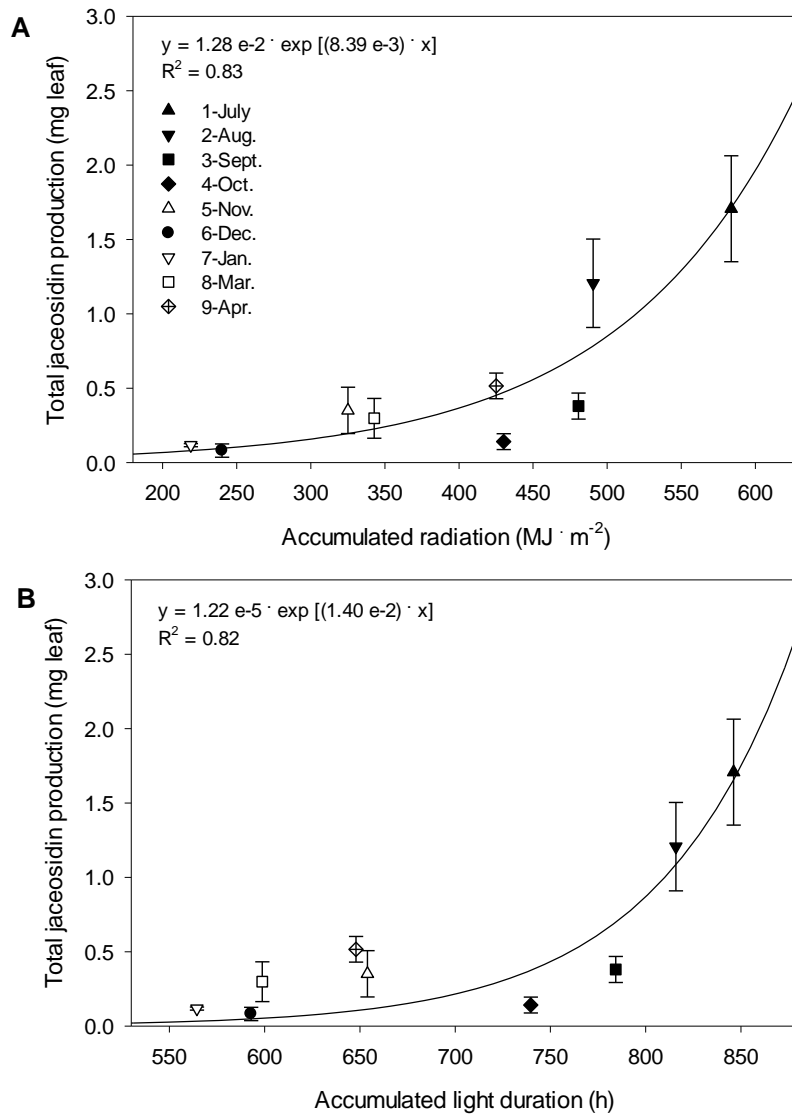 A
y = 1.28 e-2 · exp [(8.39 e-3) · x]
R² = 0.83
1-July
2-Aug.
3-Sept.
4-Oct.
5-Nov.
6-Dec.
7-Jan.
8-Mar.
9-Apr.
Total jaceosidin production (mg leaf)
3.0
2.5
2.0
1.5
1.0
0.5
0.0
200 250 300 350 400 450 500 550 600
Accumulated radiation (MJ · m⁻²)
B
y = 1.22 e-5 · exp [(1.40 e-2) · x]
R² = 0.82
Total jaceosidin production (mg leaf)
3.0
2.5
2.0
1.5
1.0
0.5
0.0
550 600 650 700 750 800 850
Accumulated light duration (h)